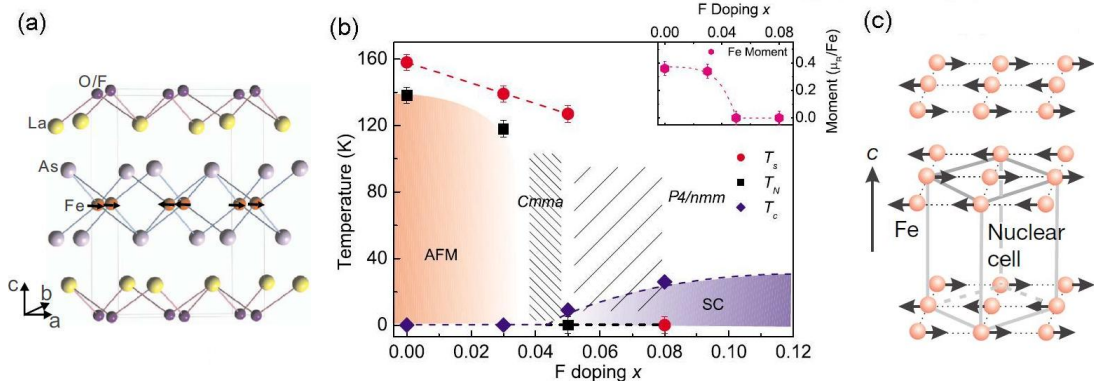 (a)
O/F
La
As
Fe
c
b
a
(b)
Temperature (K)
160
120
80
40
0
0.00
0.02
0.04
0.06
0.08
0.10
0.12
F doping x
AFM
Cmma
P4/nmm
SC
Ts
TN
Tc
F Doping x
0.00
0.04
0.08
Fe Moment
0.4
0.2
0.0
Moment (μB/Fe)
(c)
c
Fe
Nuclear
cell